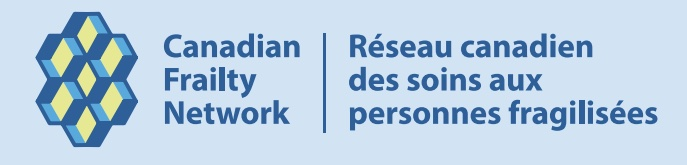 Canadian
Frailty
Network
Réseau canadien
des soins aux
personnes fragilisées